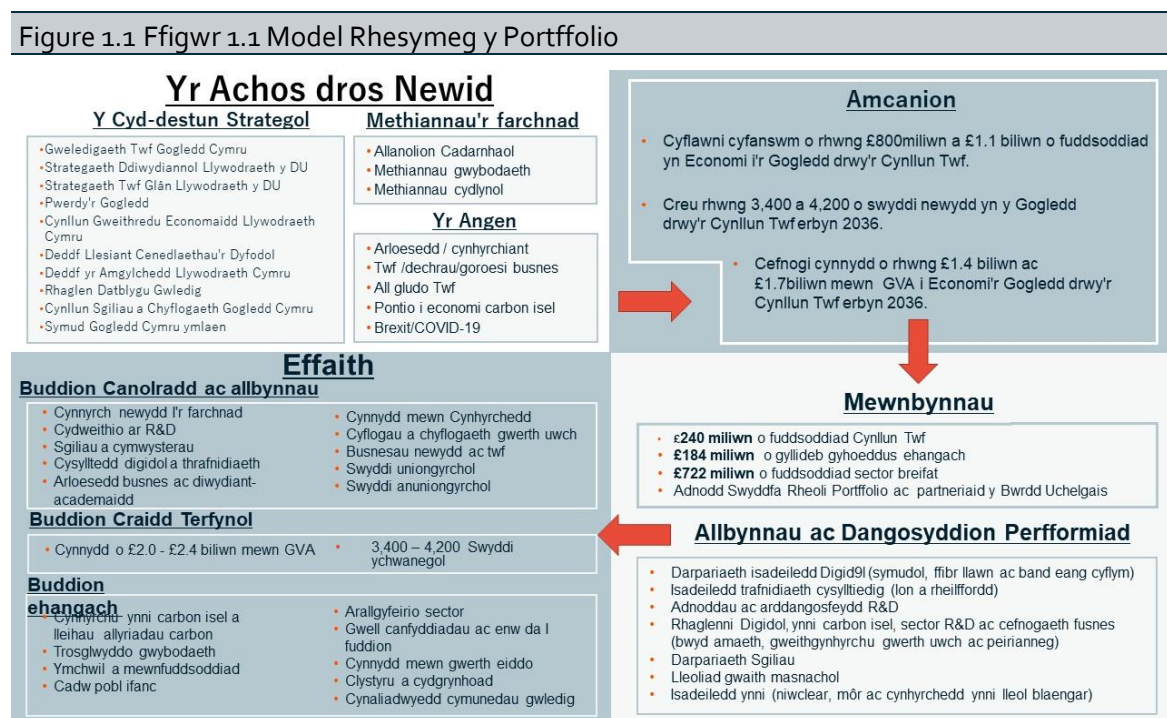 Figure 1.1 Ffigwr 1.1 Model Rhesymeg y Portffolio
Yr Achos dros Newid
Y Cyd-destun Strategol
•Gweledigaeth Twf Gogledd Cymru
•Strategaeth Ddiwydiannol Llywodraeth y DU
•Strategaeth Twf Glân Llywodraeth y DU
•Pwerdy'r Gogledd
•Cynllun Gweithredu Economaidd Llywodraeth
Cymru
•Deddf Llesiant Cenedlaethau'r Dyfodol
•Deddf yr Amgylchedd Llywodraeth Cymru
•Rhaglen Datblygu Gwledig
•Cynllun Sgiliau a Chyflogaeth Gogledd Cymru
•Symud Gogledd Cymru ymlaen
Methiannau'r farchnad
• Allanolion Cadarnhaol
• Methiannau gwybodaeth
• Methiannau cydlynol
Yr Angen
• Arloesedd / cynhyrchiant
• Twf /dechrau/goroesi busnes
• All gludo Twf
• Pontio i economi carbon isel
• Brexit/COVID-19
Amcanion
• Cyflawni cyfanswm o rhwng £800miliwn a £1.1 biliwn o fuddsoddiad
yn Economi i'r Gogledd drwy'r Cynllun Twf.
• Creu rhwng 3,400 a 4,200 o swyddi newydd yn y Gogledd
drwy'r Cynllun Twf erbyn 2036.
• Cefnogi cynnydd o rhwng £1.4 biliwn ac
£1.7biliwn mewn GVA i Economi'r Gogledd drwy'r
Cynllun Twf erbyn 2036.
Mewnbynnau
• £240 miliwn o fuddsoddiad Cynllun Twf
• £184 miliwn o gyllideb gyhoeddus ehangach
• £722 miliwn o fuddsoddiad sector breifat
• Adnodd Swyddfa Rheoli Portffolio ac partneriaid y Bwrdd Uchelgais
Allbynnau ac Dangosyddion Perfformiad
• Darpariaeth isadeiledd Digid9l (symudol, ffibr llawn ac band eang cyflym)
• Isadeiledd trafnidiaeth cysylltiedig (lon a rheilffordd)
• Adnoddau ac arddangosfeydd R&D
• Rhaglenni Digidol, ynni carbon isel, sector R&D ac cefnogaeth fusnes
(bwyd amaeth, gweithgynhyrchu gwerth uwch ac peirianneg)
• Darpariaeth Sgiliau
• Lleoliad gwaith masnachol
• Isadeiledd ynni (niwclear, môr ac cynhyrchedd ynni lleol blaengar)
Effaith
Buddion Canolradd ac allbynnau
• Cynnyrch newydd I'r farchnad
• Cydweithio ar R&D
• Sgiliau a cymwysterau
• Cysylltedd digidol a thrafnidiaeth
• Arloesedd busnes ac diwydiant-
academaidd
• Cynnydd mewn Cynhyrchedd
• Cyflogau a chyflogaeth gwerth uwch
• Busnesau newydd ac twf
• Swyddi uniongyrchol
• Swyddi anuniongyrchol
Buddion Craidd Terfynol
• Cynnydd o £2.0 - £2.4 biliwn mewn GVA
• 3,400 – 4,200 Swyddi
ychwanegol
Buddion
ehangach
• Cynhyrchu ynni carbon isel a
lleihau allyriadau carbon
• Trosglwyddo gwybodaeth
• Ymchwil a mewnfuddsoddiad
• Cadw pobl ifanc
• Arallgyfeirio sector
• Gwell canfyddiadau ac enw da I
fuddion
• Cynnydd mewn gwerth eiddo
• Clystyru a cydgrynhoad
• Cynaliadwyedd cymunedau gwledig